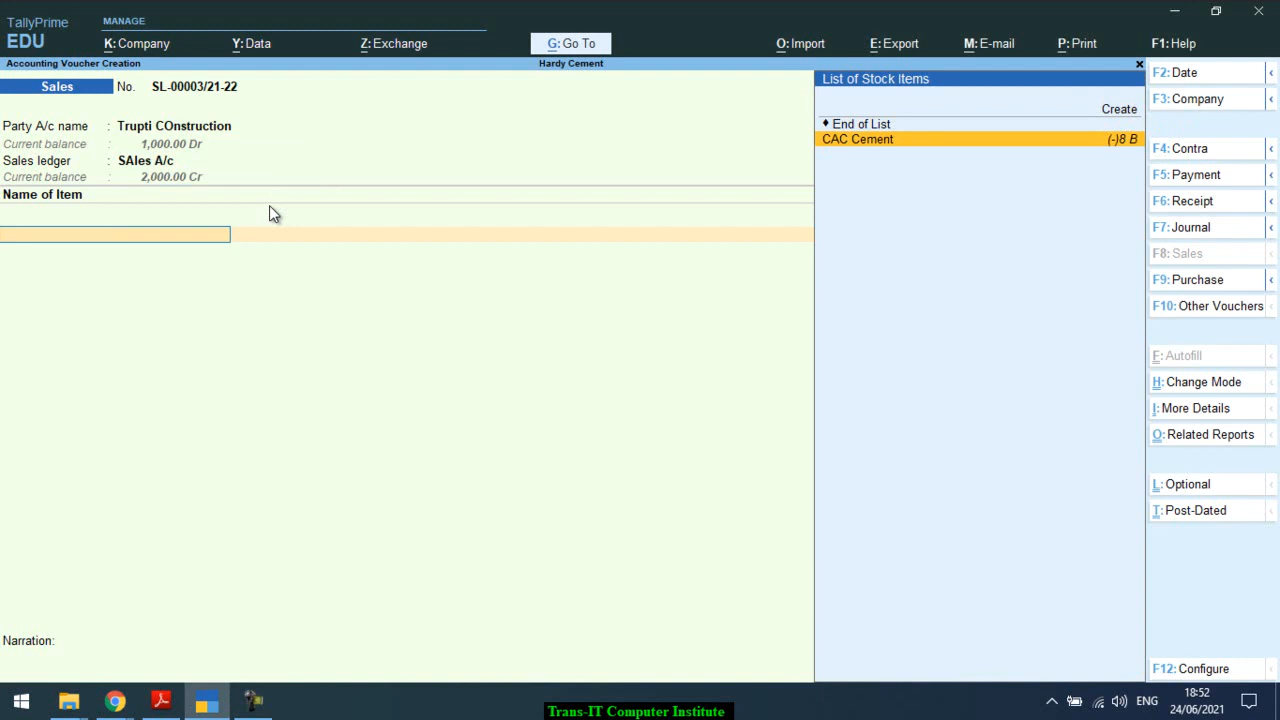 TallyPrime
EDU
MANAGE
K: Company
Y: Data
Z: Exchange
G: Go To
O: Import
E: Export
M: E-mail
P: Print
F1: Help
Accounting Voucher Creation
Hardy Cement
×
Sales No. SL-00003/21-22
Party A/c name : Trupti COnstruction
Current balance : 1,000.00 Dr
Sales ledger : SAles A/c
Current balance : 2,000.00 Cr
Name of Item
Narration:
List of Stock Items
Create
♦ End of List
CAC Cement (-)8 B
F2: Date
F3: Company
F4: Contra
F5: Payment
F6: Receipt
F7: Journal
F8: Sales
F9: Purchase
F10: Other Vouchers
F: Autofill
H: Change Mode
I: More Details
O: Related Reports
L: Optional
T: Post-Dated
F12: Configure
ENG
18:52
24/06/2021
Trans-IT Computer Institute